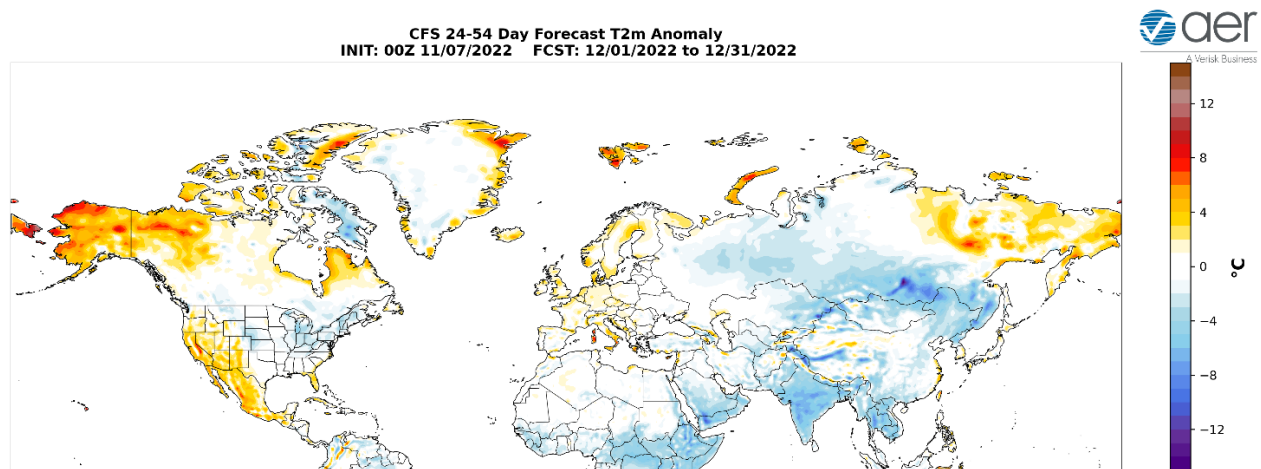 CFS 24-54 Day Forecast T2m Anomaly
INIT: 00Z 11/07/2022    FCST: 12/01/2022 to 12/31/2022
aer
A Verisk Business
12
8
4
0
−4
−8
−12
°C